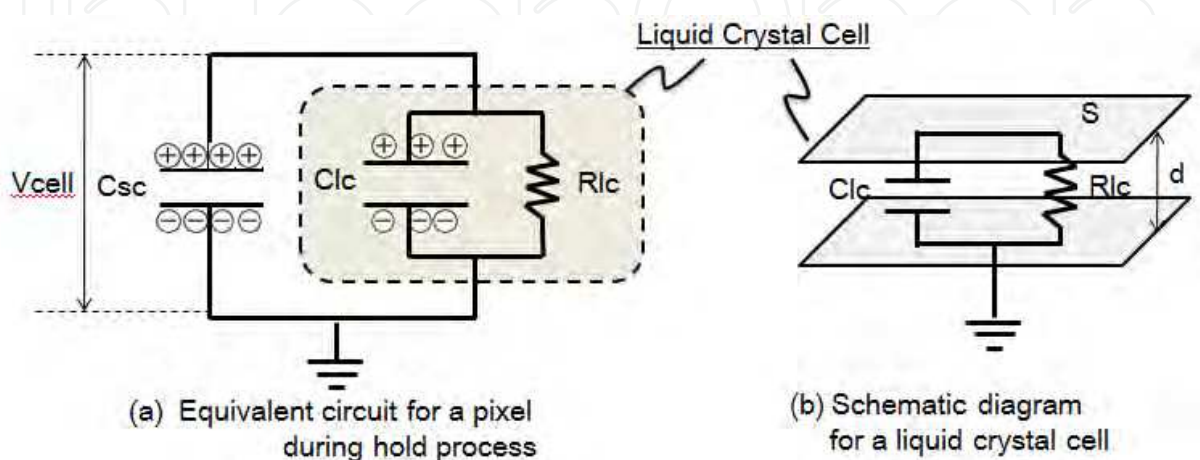 Liquid Crystal Cell
Vcell
Csc
Clc
Rlc
S
Clc
Rlc
d
(a) Equivalent circuit for a pixel
during hold process
(b) Schematic diagram
for a liquid crystal cell